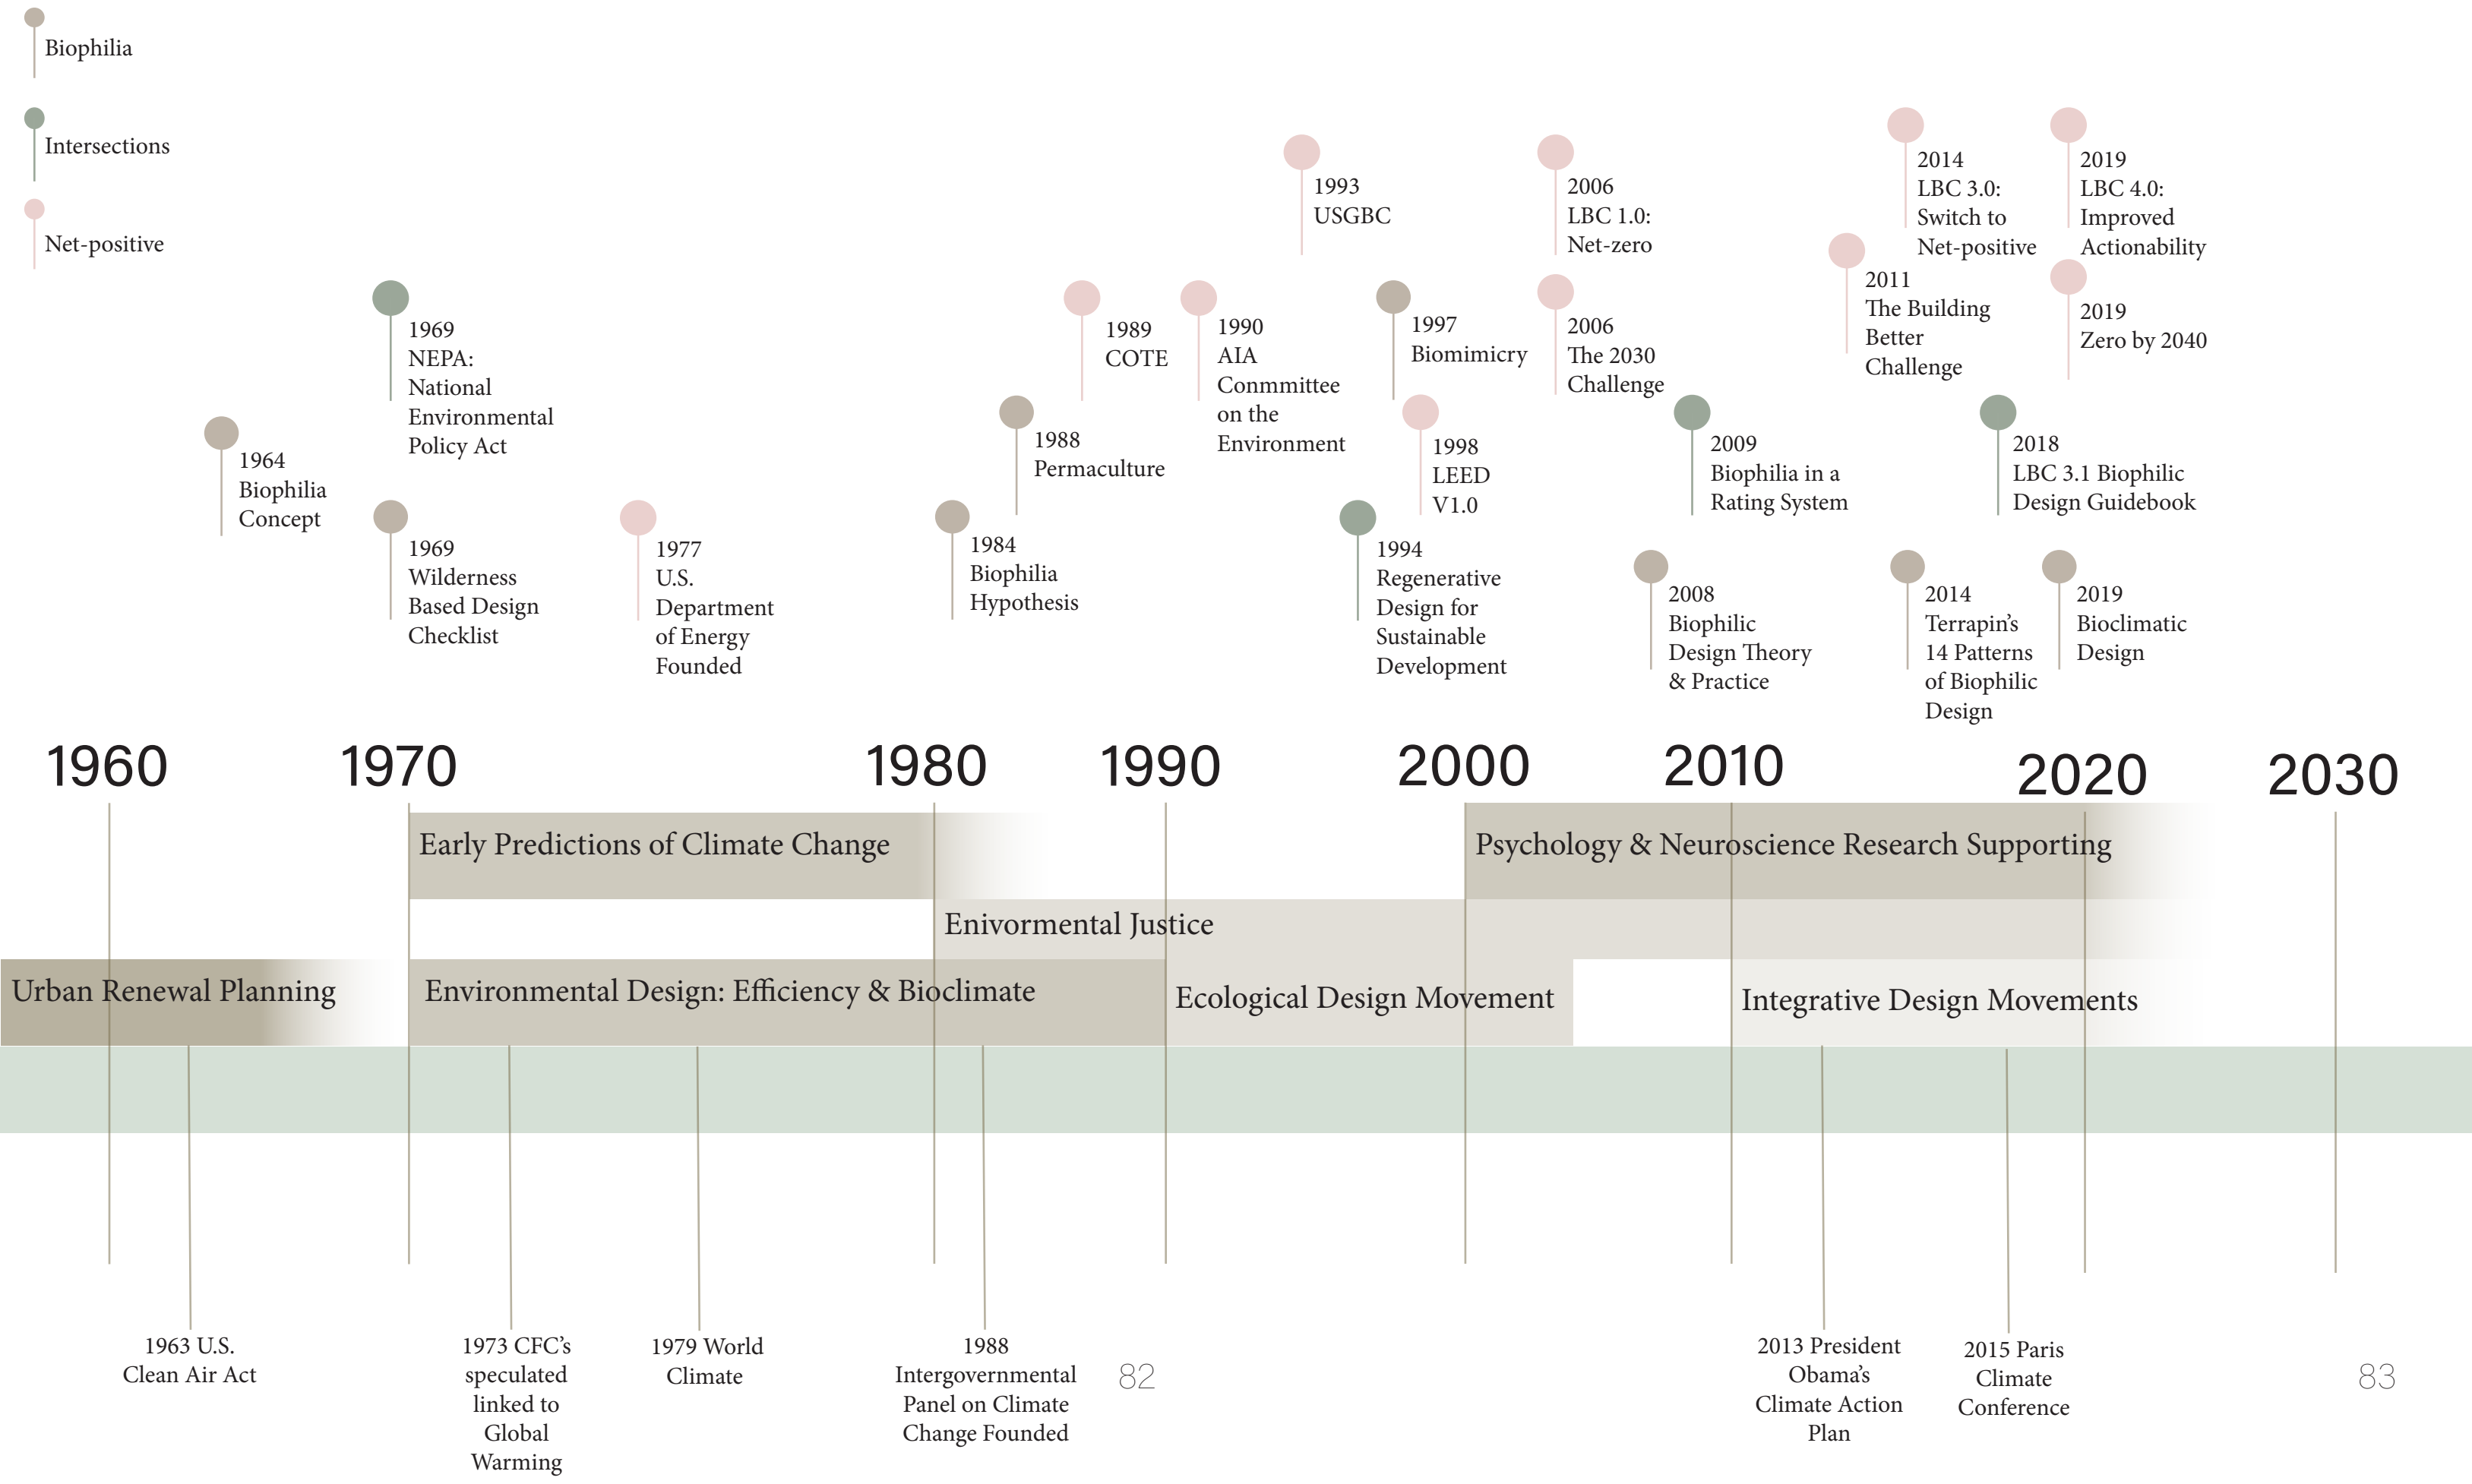 Biophilia
Intersections
Net-positive
1964
Biophilia
Concept
1969
NEPA:
National
Environmental
Policy Act
1969
Wilderness
Based Design
Checklist
1977
U.S.
Department
of Energy
Founded
1984
Biophilia
Hypothesis
1988
Permaculture
1989
COTE
1990
AIA
Conmmittee
on the
Environment
1993
USGBC
1997
Biomimicry
1998
LEED
V1.0
1994
Regenerative
Design for
Sustainable
Development
2006
LBC 1.0:
Net-zero
2006
The 2030
Challenge
2009
Biophilia in a
Rating System
2008
Biophilic
Design Theory
& Practice
2011
The Building
Better
Challenge
2014
LBC 3.0:
Switch to
Net-positive
2019
LBC 4.0:
Improved
Actionability
2019
Zero by 2040
2018
LBC 3.1 Biophilic
Design Guidebook
2014
Terrapin’s
14 Patterns
of Biophilic
Design
2019
Bioclimatic
Design
1960
1970
1980
1990
2000
2010
2020
2030
Early Predictions of Climate Change
Psychology & Neuroscience Research Supporting
Enivormental Justice
Urban Renewal Planning
Environmental Design: Efficiency & Bioclimate
Ecological Design Movement
Integrative Design Movements
1963 U.S.
Clean Air Act
1973 CFC’s
speculated
linked to
Global
Warming
1979 World
Climate
1988
Intergovernmental
Panel on Climate
Change Founded
82
2013 President
Obama’s
Climate Action
Plan
2015 Paris
Climate
Conference
83